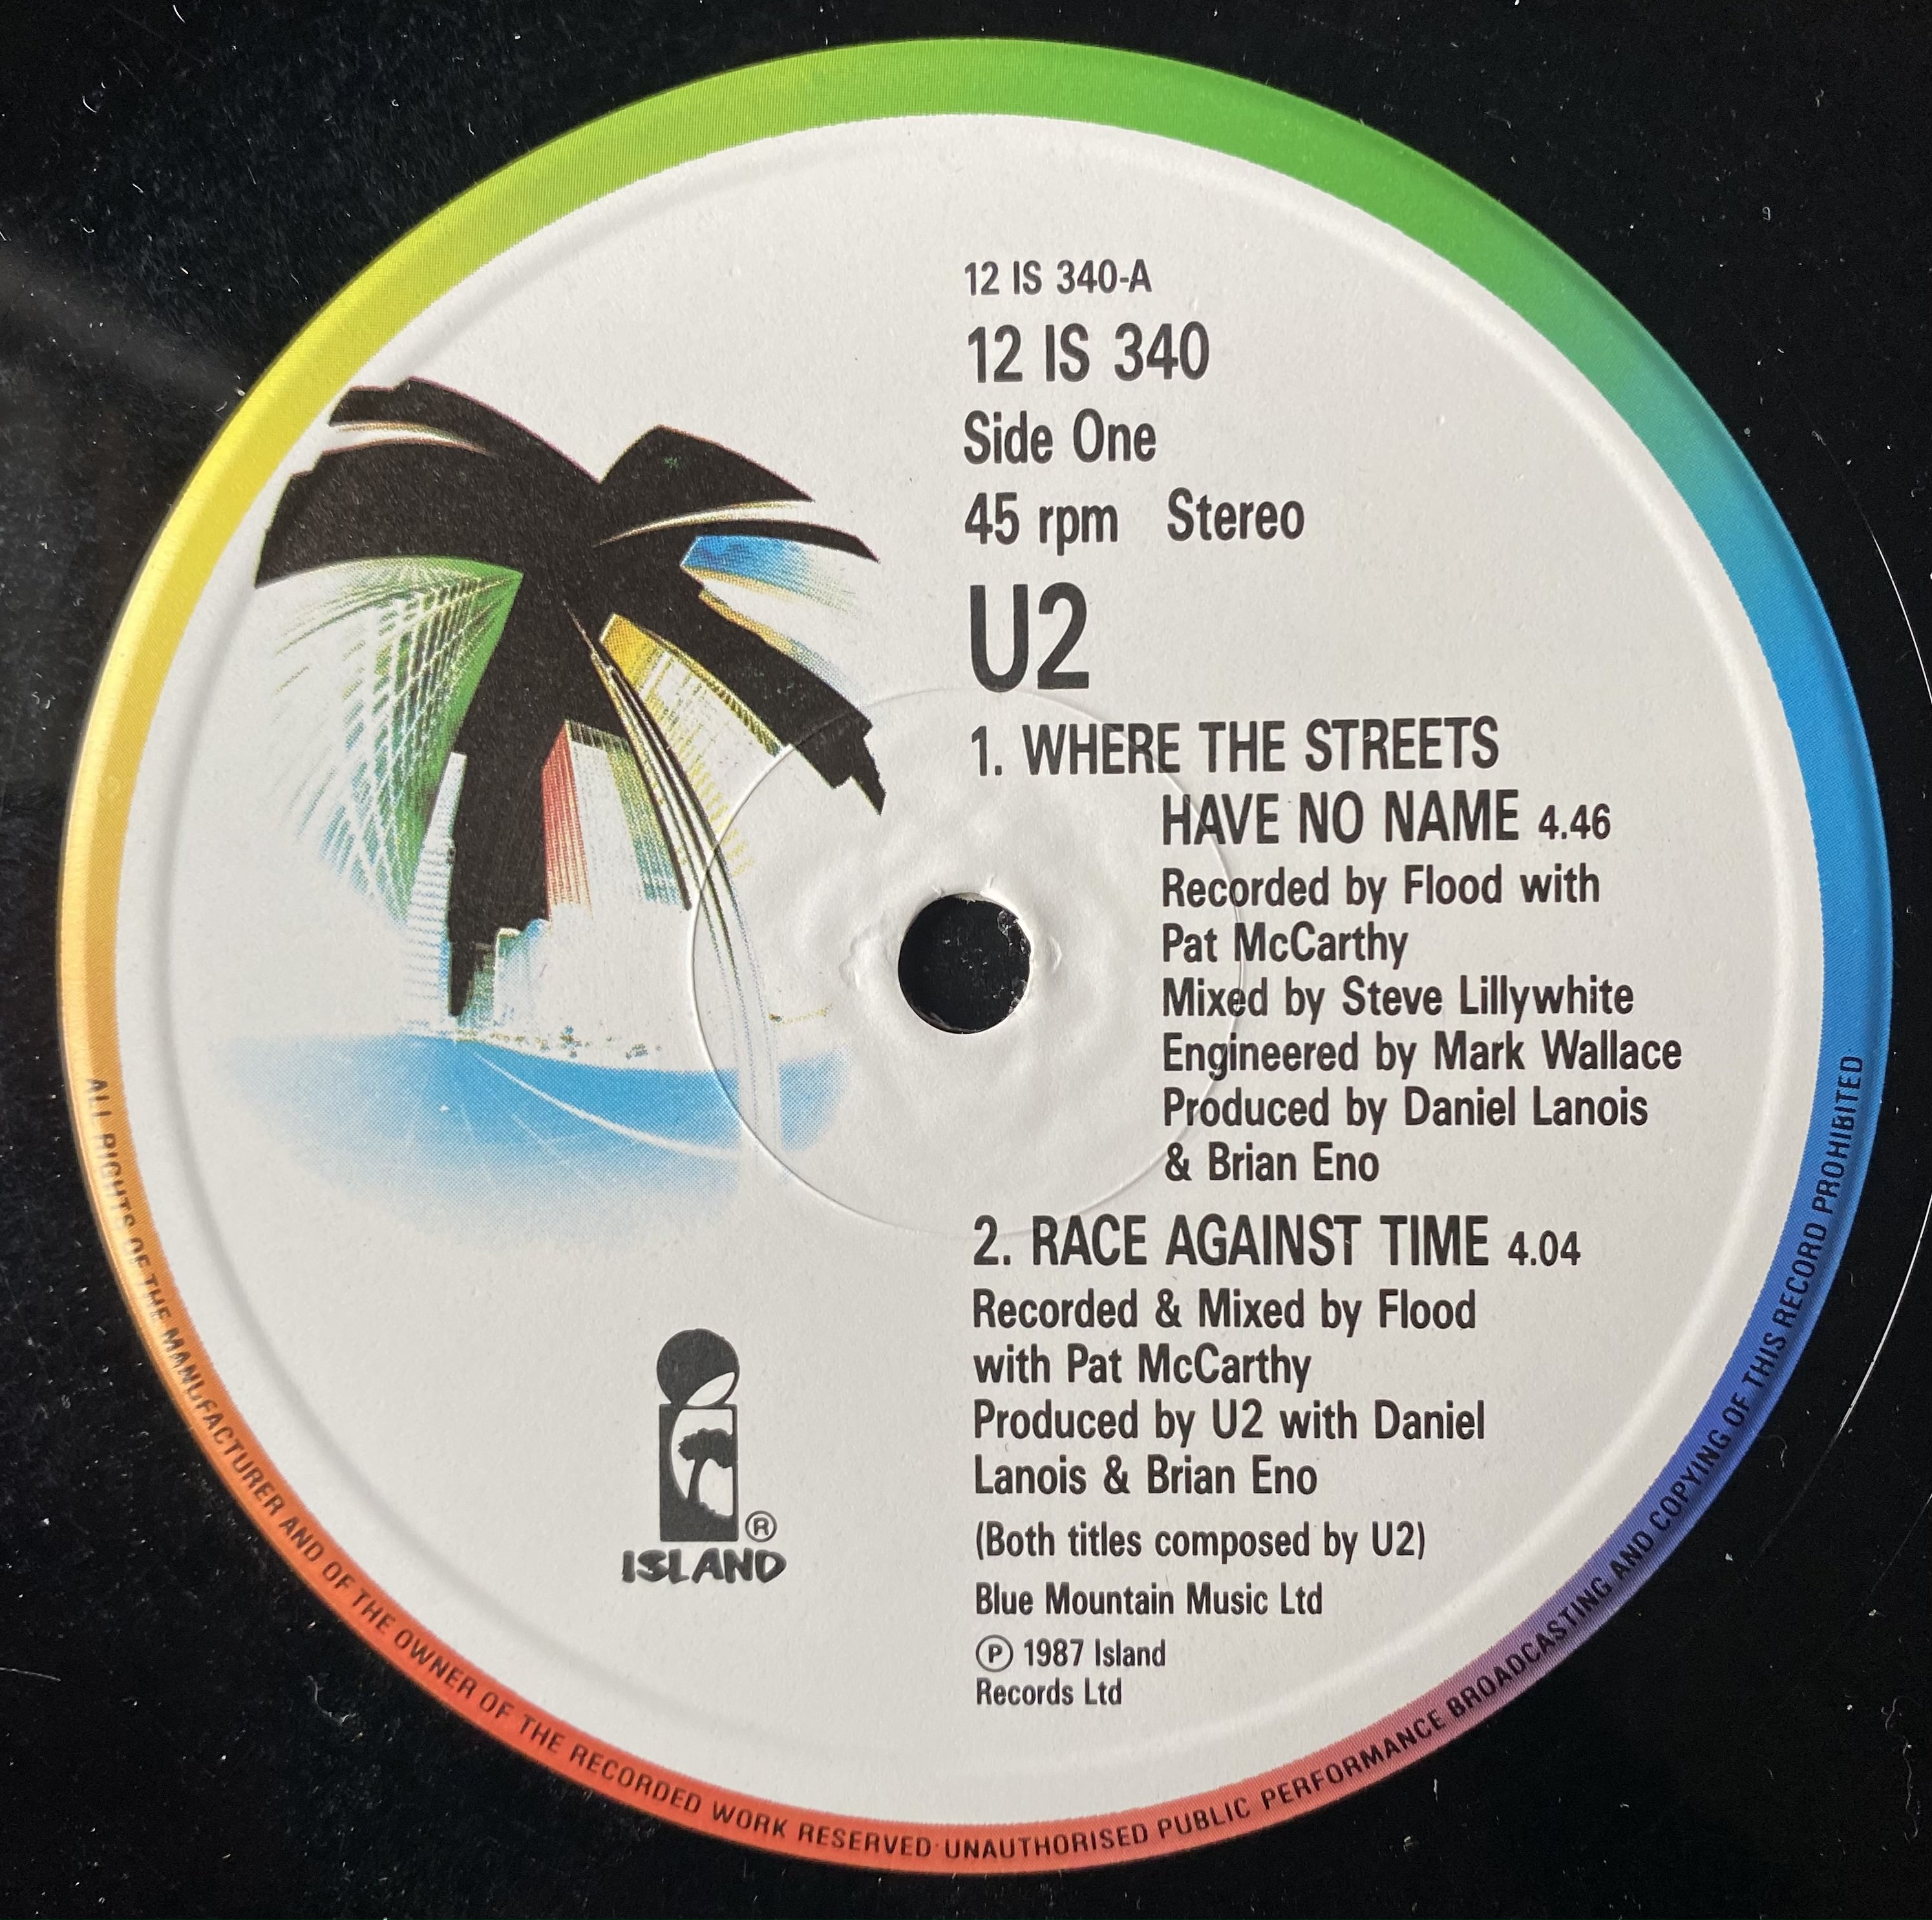 12 IS 340-A
12 IS 340
Side One
45 rpm Stereo
U2
1. WHERE THE STREETS
HAVE NO NAME 4.46
Recorded by Flood with
Pat McCarthy
Mixed by Steve Lillywhite
Engineered by Mark Wallace
Produced by Daniel Lanois
& Brian Eno
2. RACE AGAINST TIME 4.04
Recorded & Mixed by Flood
with Pat McCarthy
Produced by U2 with Daniel
Lanois & Brian Eno
(Both titles composed by U2)
Blue Mountain Music Ltd
℗ 1987 Island
Records Ltd
®
ISLAND
ALL RIGHTS OF THE MANUFACTURER AND OF THE OWNER OF THE RECORDED WORK RESERVED · UNAUTHORISED PUBLIC PERFORMANCE BROADCASTING AND COPYING OF THIS RECORD PROHIBITED